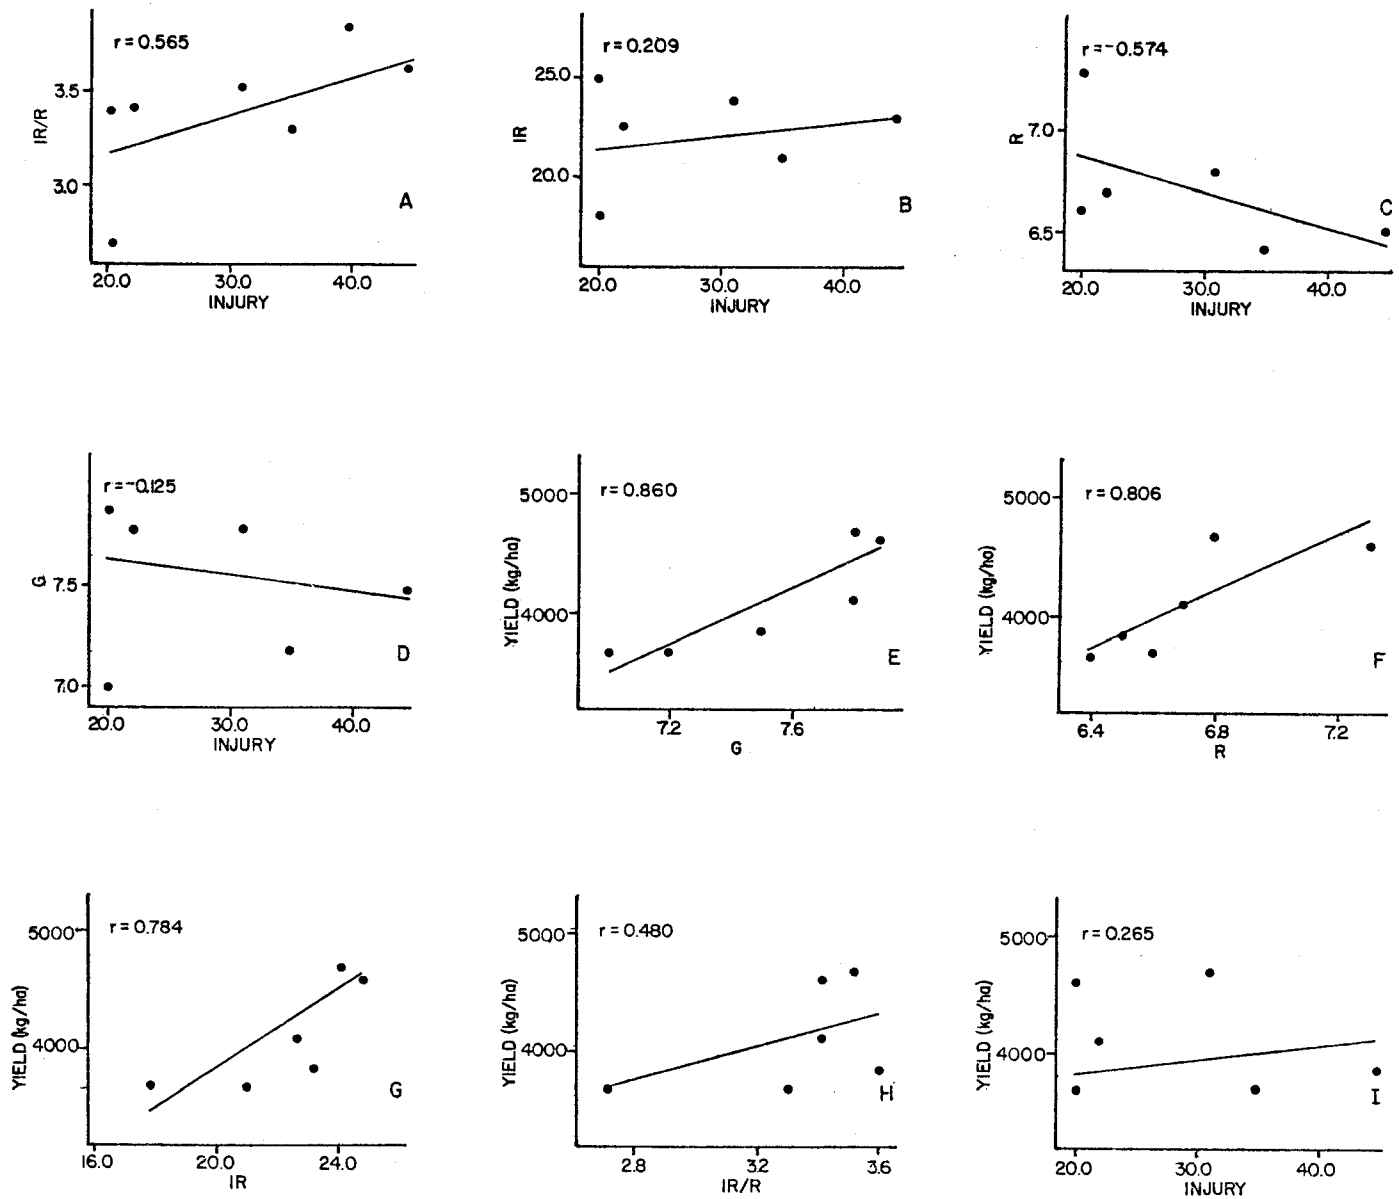 r = 0.565
3.5
3.0
IR/R
A
20.0 30.0 40.0
INJURY
r = 0.209
25.0
20.0
IR
B
20.0 30.0 40.0
INJURY
r = -0.574
7.0
6.5
R
C
20.0 30.0 40.0
INJURY
r = -0.125
7.5
7.0
G
D
20.0 30.0 40.0
INJURY
r = 0.860
5000
4000
YIELD (kg/ha)
E
7.2 7.6
G
r = 0.806
5000
4000
YIELD (kg/ha)
F
6.4 6.8 7.2
R
r = 0.784
5000
4000
YIELD (kg/ha)
G
16.0 20.0 24.0
IR
r = 0.480
5000
4000
YIELD (kg/ha)
H
2.8 3.2 3.6
IR/R
r = 0.265
5000
4000
YIELD (kg/ha)
I
20.0 30.0 40.0
INJURY